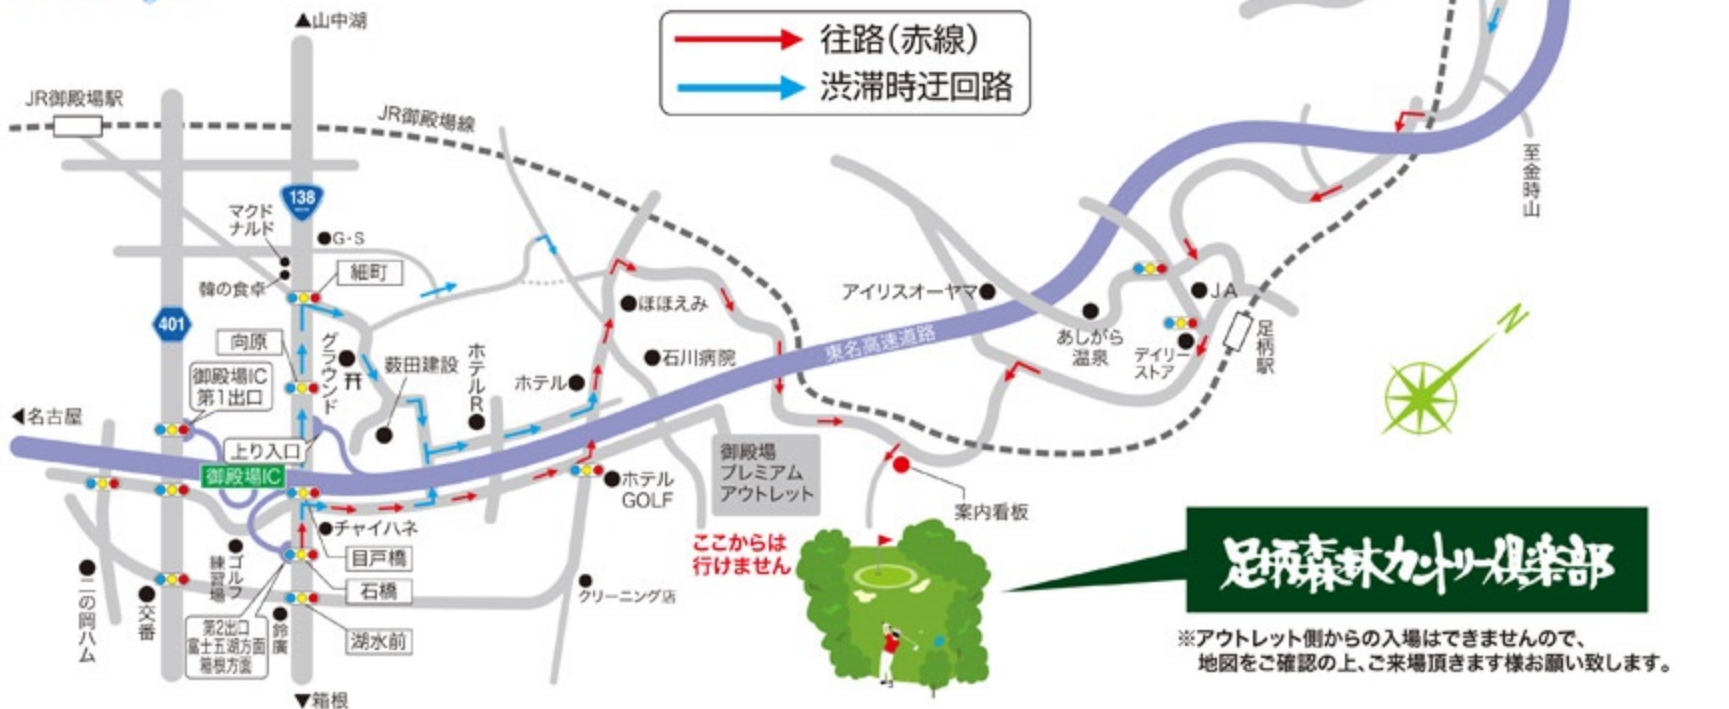 ▲山中湖
往路(赤線)
渋滞時迂回路
JR御殿場駅
JR御殿場線
至金時山
138
マクド
ナルド
G・S
韓の食卓
細町
401
向原
グラウンド
御殿場IC
第1出口
薮田建設
ホテルR
ホテル
ほほえみ
石川病院
アイリスオーヤマ
東名高速道路
あしがら
温泉
JA
デイリー
ストア
足柄駅
N
◀名古屋
上り入口
御殿場IC
ホテル
GOLF
御殿場
プレミアム
アウトレット
案内看板
チャイハネ
目戸橋
石橋
湖水前
ゴルフ
練習場
二の岡ハム
交番
第2出口
富士五湖方面
箱根方面
鈴廣
クリーニング店
▼箱根
ここからは
行けません
足柄森林カントリー倶楽部
※アウトレット側からの入場はできませんので、
地図をご確認の上、ご来場頂きます様お願い致します。